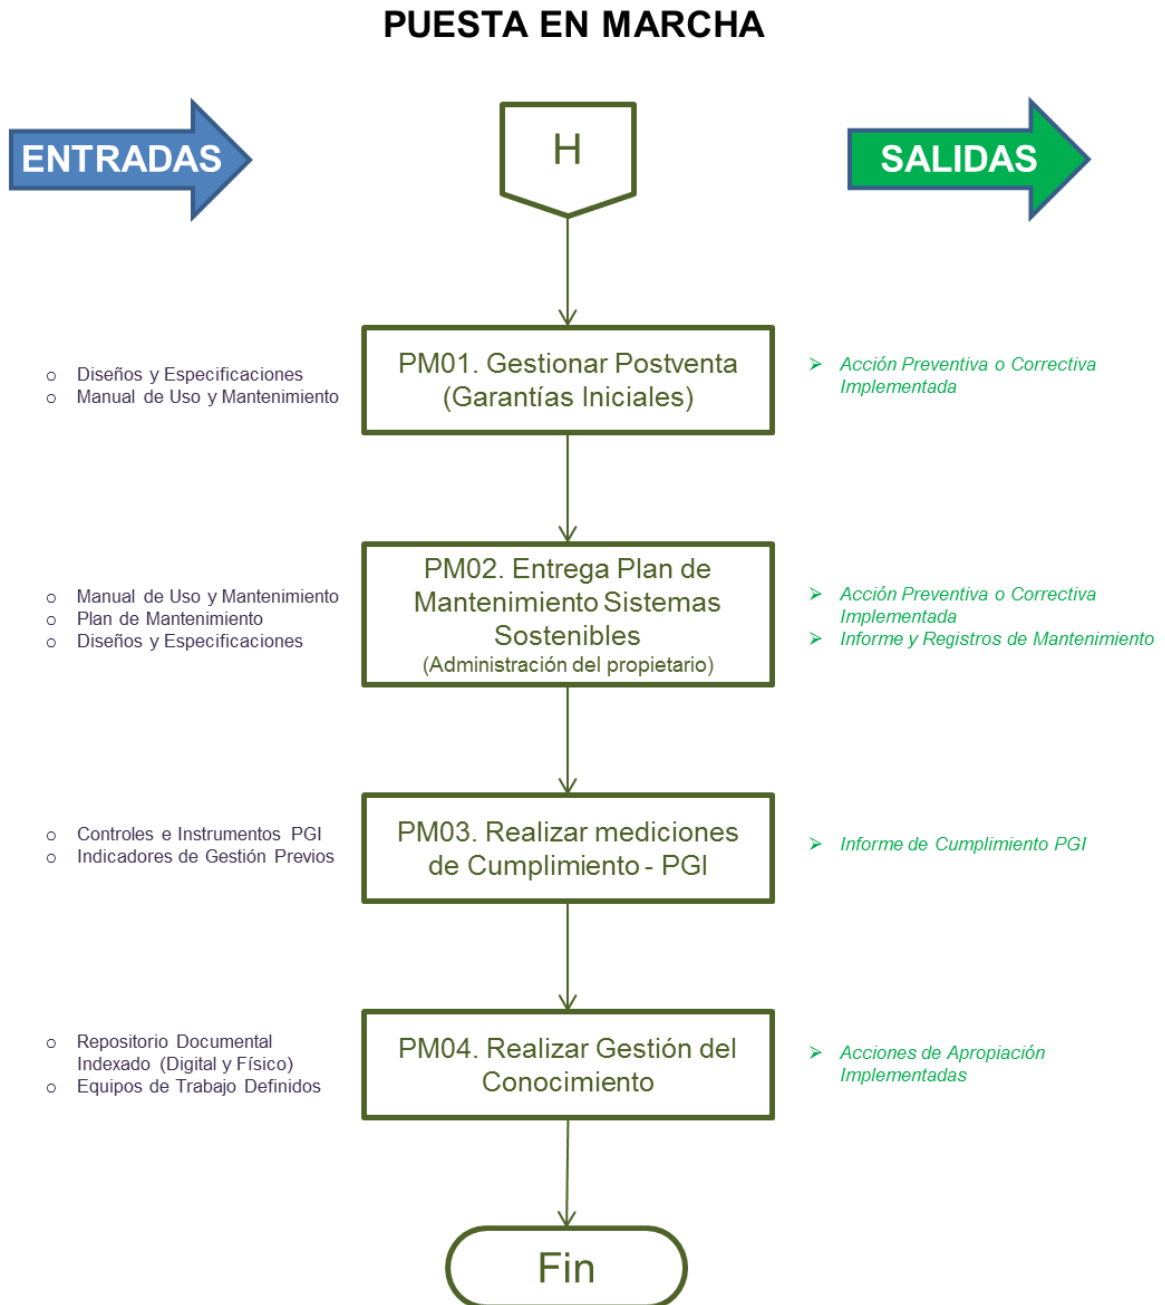 PUESTA EN MARCHA
ENTRADAS
H
SALIDAS
o Diseños y Especificaciones
o Manual de Uso y Mantenimiento
PM01. Gestionar Postventa
(Garantías Iniciales)
➢ Acción Preventiva o Correctiva
Implementada
o Manual de Uso y Mantenimiento
o Plan de Mantenimiento
o Diseños y Especificaciones
PM02. Entrega Plan de
Mantenimiento Sistemas
Sostenibles
(Administración del propietario)
➢ Acción Preventiva o Correctiva
Implementada
➢ Informe y Registros de Mantenimiento
o Controles e Instrumentos PGI
o Indicadores de Gestión Previos
PM03. Realizar mediciones
de Cumplimiento - PGI
➢ Informe de Cumplimiento PGI
o Repositorio Documental
Indexado (Digital y Físico)
o Equipos de Trabajo Definidos
PM04. Realizar Gestión del
Conocimiento
➢ Acciones de Apropiación
Implementadas
Fin